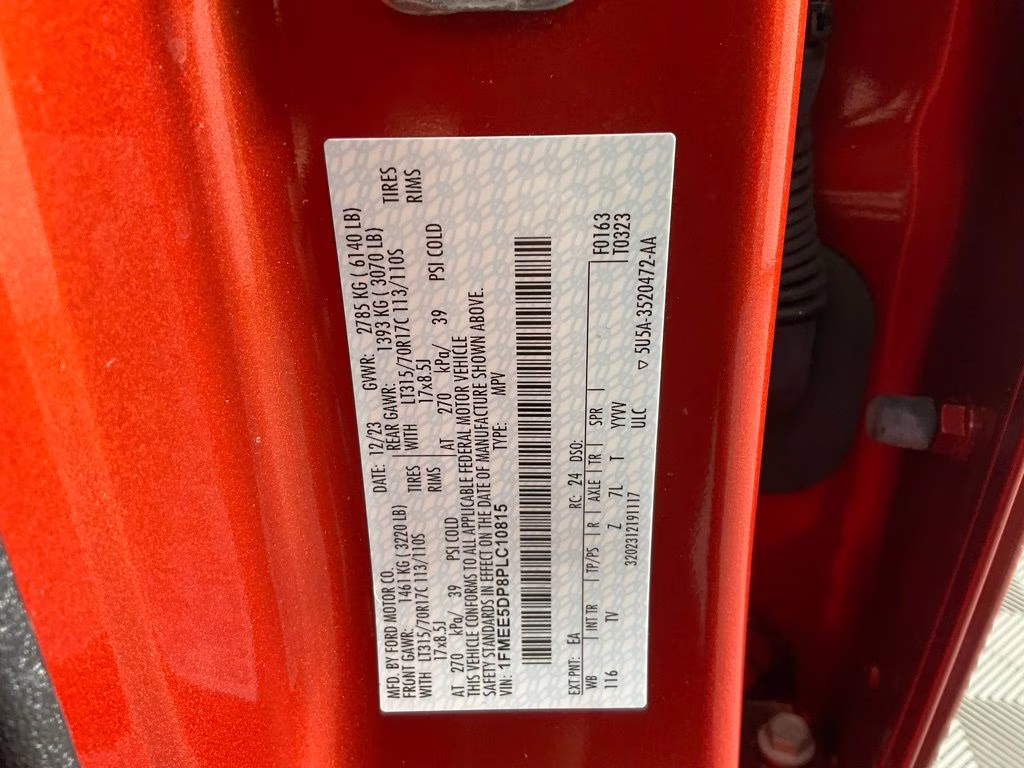 MFD. BY FORD MOTOR CO. DATE: 12/23 GVWR: 2785 KG ( 6140 LB)
FRONT GAWR: 1461 KG ( 3220 LB) REAR GAWR: 1393 KG ( 3070 LB)
WITH LT315/70R17C 113/110S TIRES WITH LT315/70R17C 113/110S TIRES
17x8.5J RIMS 17x8.5J RIMS
AT 270 kPa/ 39 PSI COLD AT 270 kPa/ 39 PSI COLD
THIS VEHICLE CONFORMS TO ALL APPLICABLE FEDERAL MOTOR VEHICLE
SAFETY STANDARDS IN EFFECT ON THE DATE OF MANUFACTURE SHOWN ABOVE.
VIN: 1FMEE5DP8PLC10815 TYPE: MPV
EXT PNT: EA RC: 24 DSO: F0163
WB | INT TR | TP/PS | R | AXLE | TR | SPR | T0323
116 TV Z 7L T YYV
3202312191117 ULC
▽ 5U5A-3520472-AA